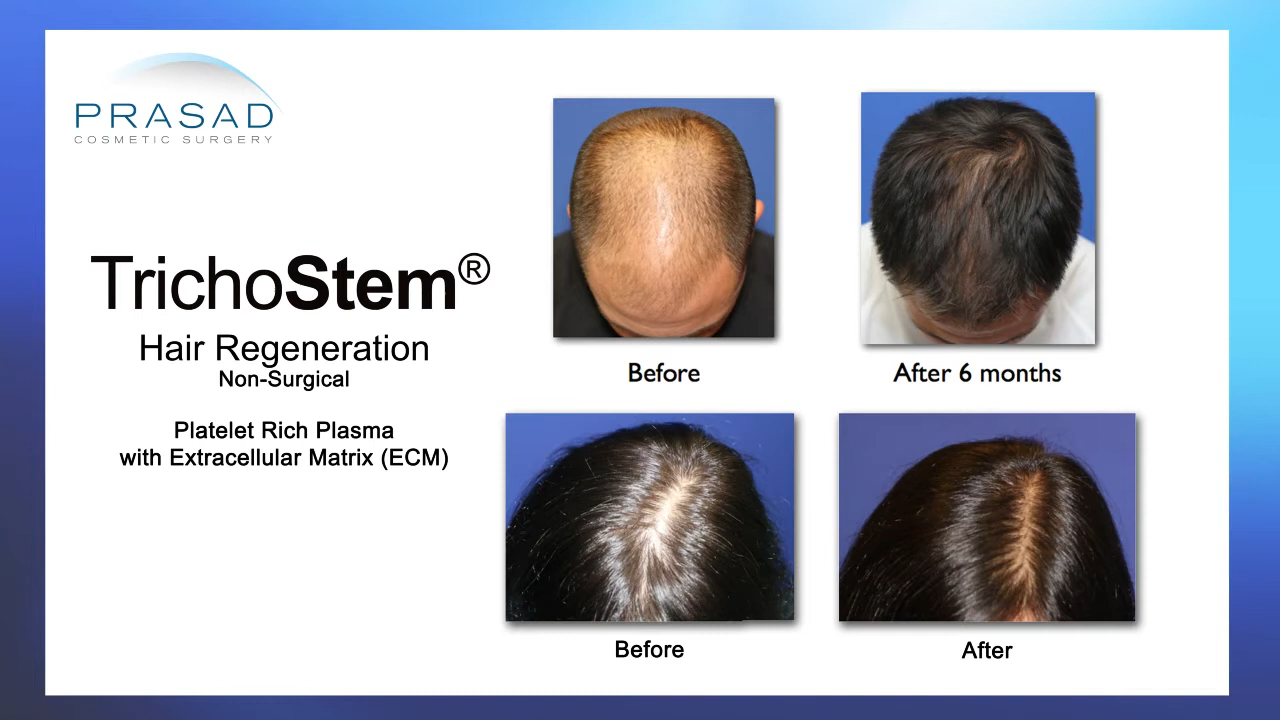 PRASAD
COSMETIC SURGERY
TrichoStem®
Hair Regeneration
Non-Surgical
Platelet Rich Plasma
with Extracellular Matrix (ECM)
Before
After 6 months
Before
After